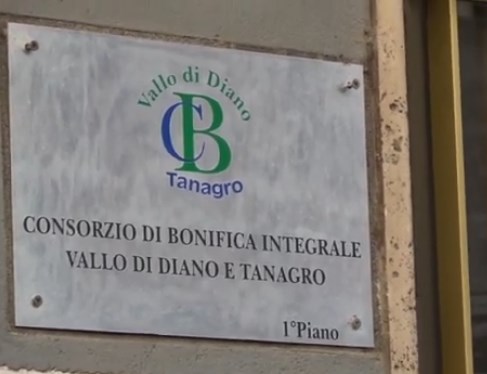 Vallo di Diano
CB
Tanagro
CONSORZIO DI BONIFICA INTEGRALE
VALLO DI DIANO E TANAGRO
1°Piano